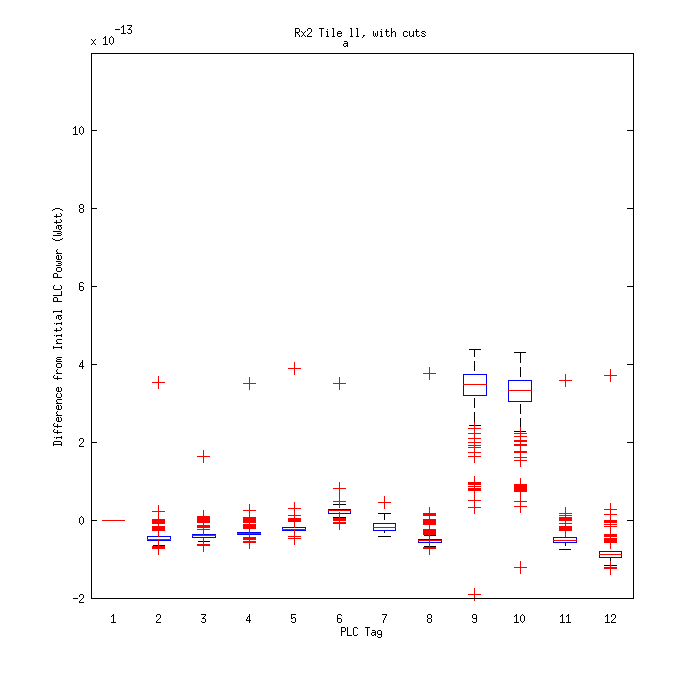 Rx2 Tile 11, with cuts
a
x 10^-13
10
8
6
4
2
0
-2
Difference from Initial PLC Power (Watt)
1 2 3 4 5 6 7 8 9 10 11 12
PLC Tag